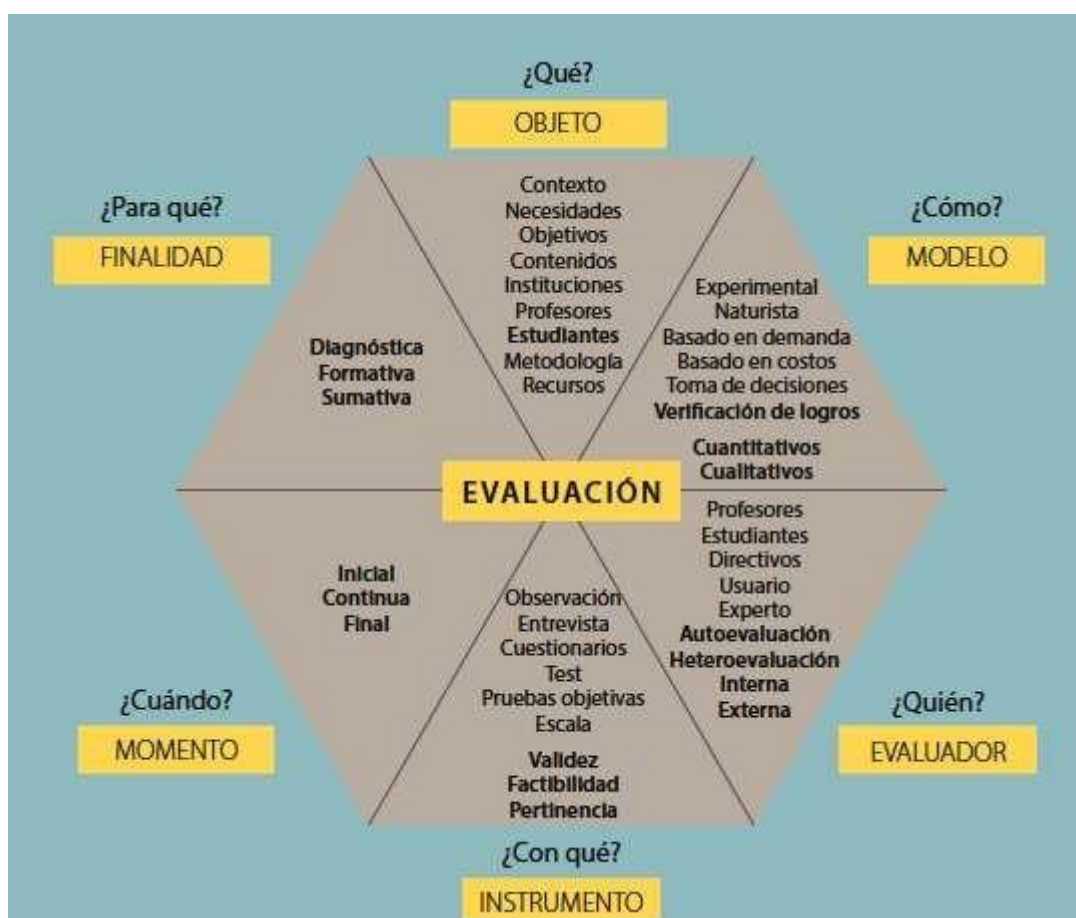 ¿Qué?
OBJETO
¿Para qué?
FINALIDAD
¿Cómo?
MODELO
Contexto
Necesidades
Objetivos
Contenidos
Instituciones
Profesores
Estudiantes
Metodología
Recursos
Diagnóstica
Formativa
Sumativa
Experimental
Naturista
Basado en demanda
Basado en costos
Toma de decisiones
Verificación de logros
Cuantitativos
Cualitativos
EVALUACIÓN
Inicial
Continua
Final
Observación
Entrevista
Cuestionarios
Test
Pruebas objetivas
Escala
Validez
Factibilidad
Pertinencia
Profesores
Estudiantes
Directivos
Usuario
Experto
Autoevaluación
Heteroevaluación
Interna
Externa
¿Cuándo?
MOMENTO
¿Quién?
EVALUADOR
¿Con qué?
INSTRUMENTO